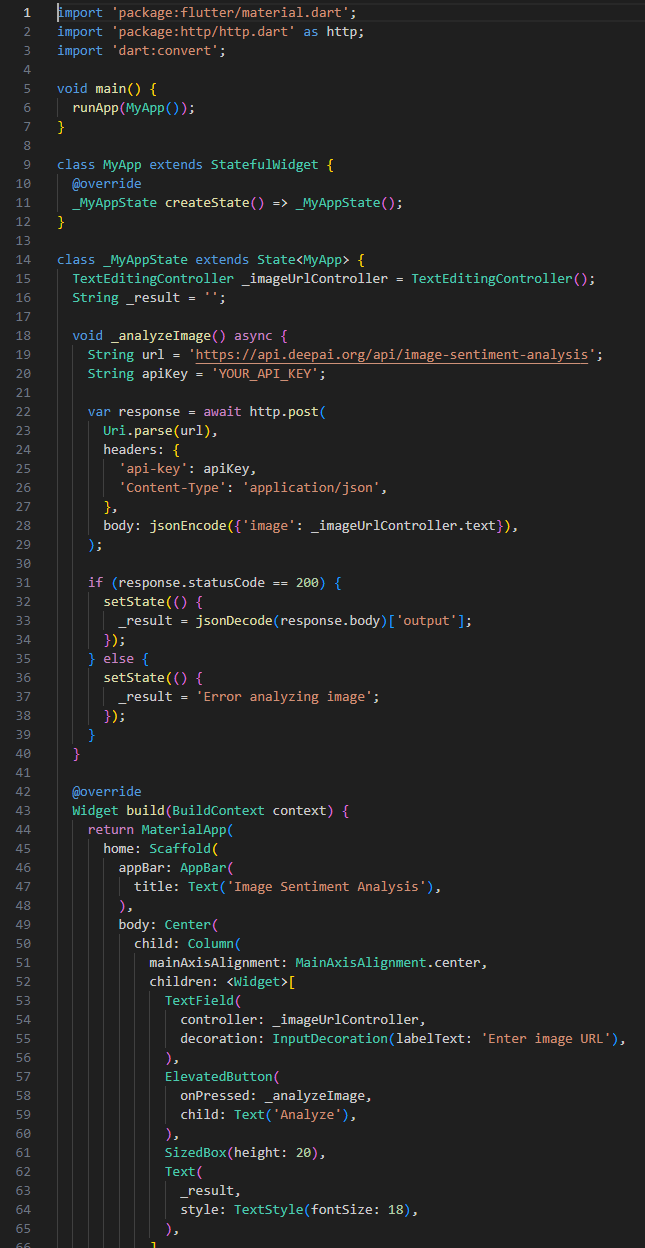 1 import 'package:flutter/material.dart';
2 import 'package:http/http.dart' as http;
3 import 'dart:convert';
4
5 void main() {
6   runApp(MyApp());
7 }
8
9 class MyApp extends StatefulWidget {
10   @override
11   _MyAppState createState() => _MyAppState();
12 }
13
14 class _MyAppState extends State<MyApp> {
15   TextEditingController _imageUrlController = TextEditingController();
16   String _result = '';
17
18   void _analyzeImage() async {
19     String url = 'https://api.deepai.org/api/image-sentiment-analysis';
20     String apiKey = 'YOUR_API_KEY';
21
22     var response = await http.post(
23       Uri.parse(url),
24       headers: {
25         'api-key': apiKey,
26         'Content-Type': 'application/json',
27       },
28       body: jsonEncode({'image': _imageUrlController.text}),
29     );
30
31     if (response.statusCode == 200) {
32       setState(() {
33         _result = jsonDecode(response.body)['output'];
34       });
35     } else {
36       setState(() {
37         _result = 'Error analyzing image';
38       });
39     }
40   }
41
42   @override
43   Widget build(BuildContext context) {
44     return MaterialApp(
45       home: Scaffold(
46         appBar: AppBar(
47           title: Text('Image Sentiment Analysis'),
48         ),
49         body: Center(
50           child: Column(
51             mainAxisAlignment: MainAxisAlignment.center,
52             children: <Widget>[
53               TextField(
54                 controller: _imageUrlController,
55                 decoration: InputDecoration(labelText: 'Enter image URL'),
56               ),
57               ElevatedButton(
58                 onPressed: _analyzeImage,
59                 child: Text('Analyze'),
60               ),
61               SizedBox(height: 20),
62               Text(
63                 _result,
64                 style: TextStyle(fontSize: 18),
65               ),
66             ]